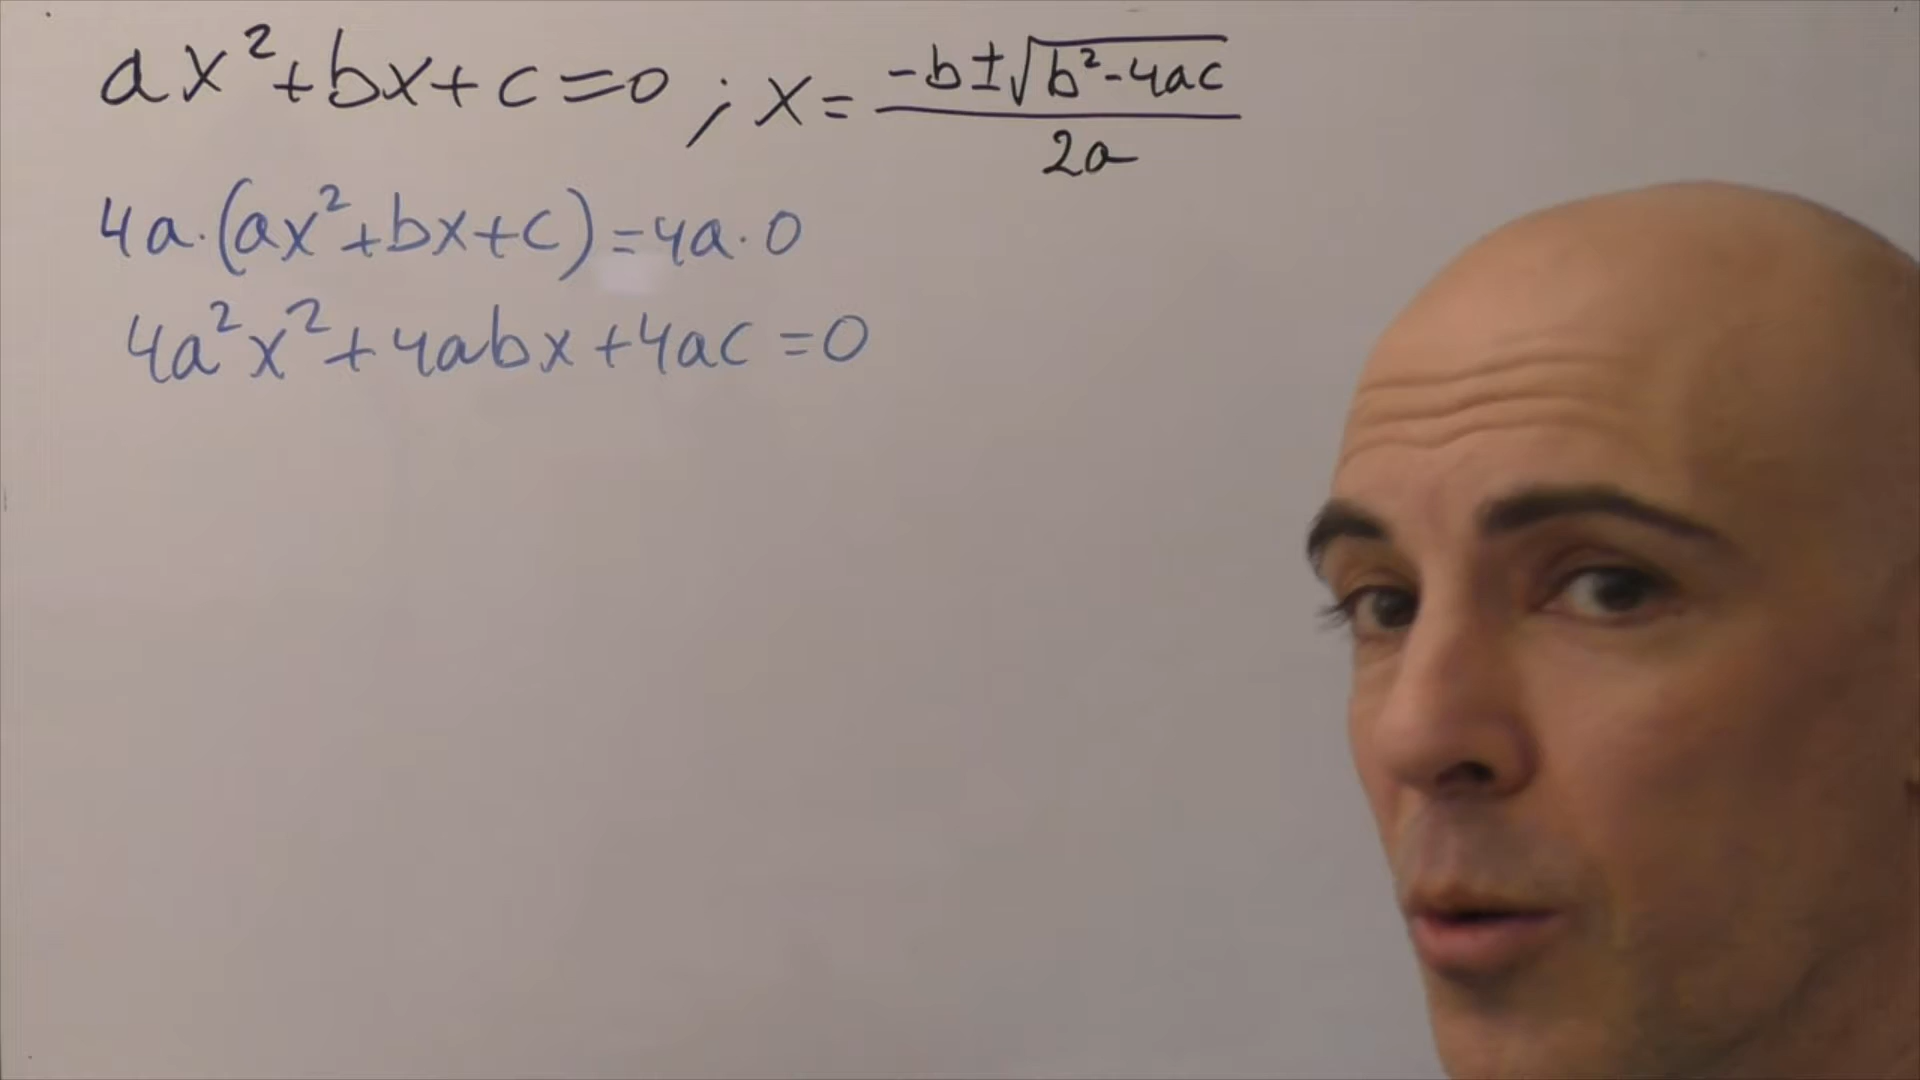 ax²+bx+c=0 ; x= (-b±√(b²-4ac))/(2a)
4a·(ax²+bx+c)=4a·0
4a²x²+4abx+4ac=0